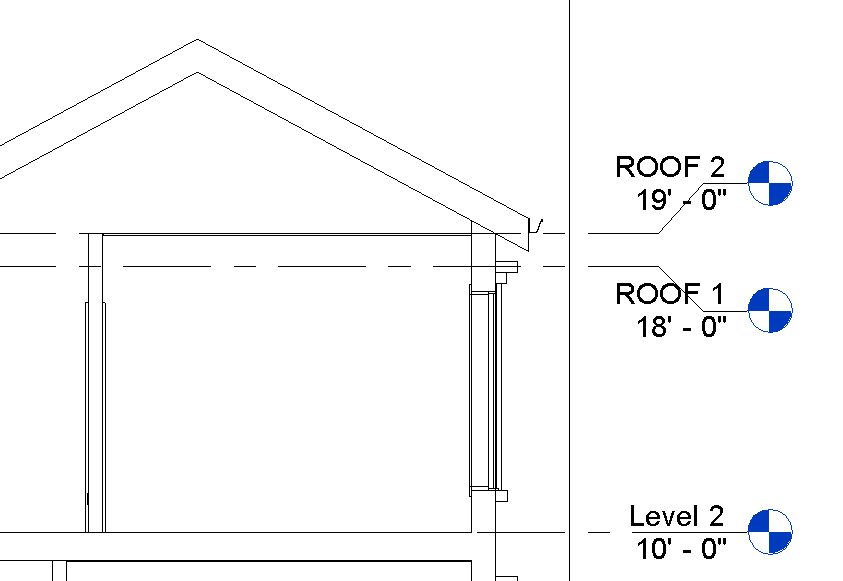 ROOF 2
19' - 0"
ROOF 1
18' - 0"
Level 2
10' - 0"